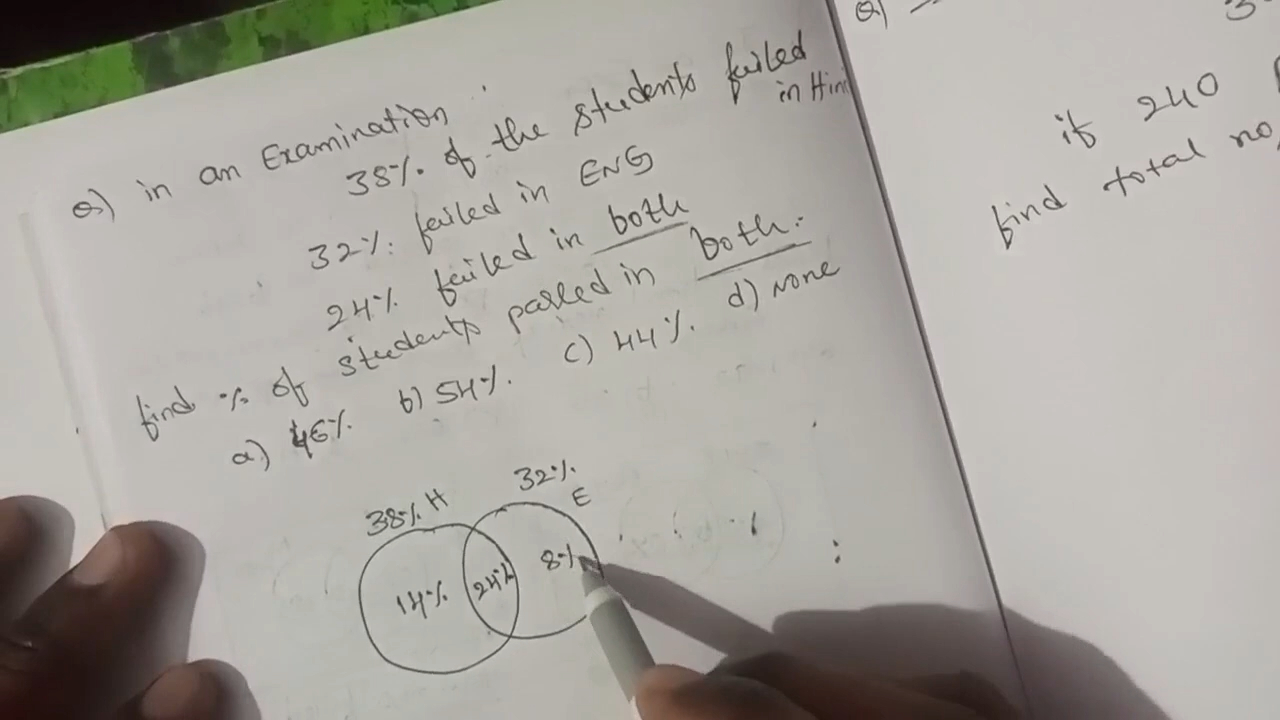 Q) in an Examination
38% of the students failed
in Hin
32% failed in ENG
24% failed in both
find % of students passed in both.
a) 46% b) 54% c) 44% d) None
38% H 32% E
14% 24% 8%
Q)
if 240
find total no